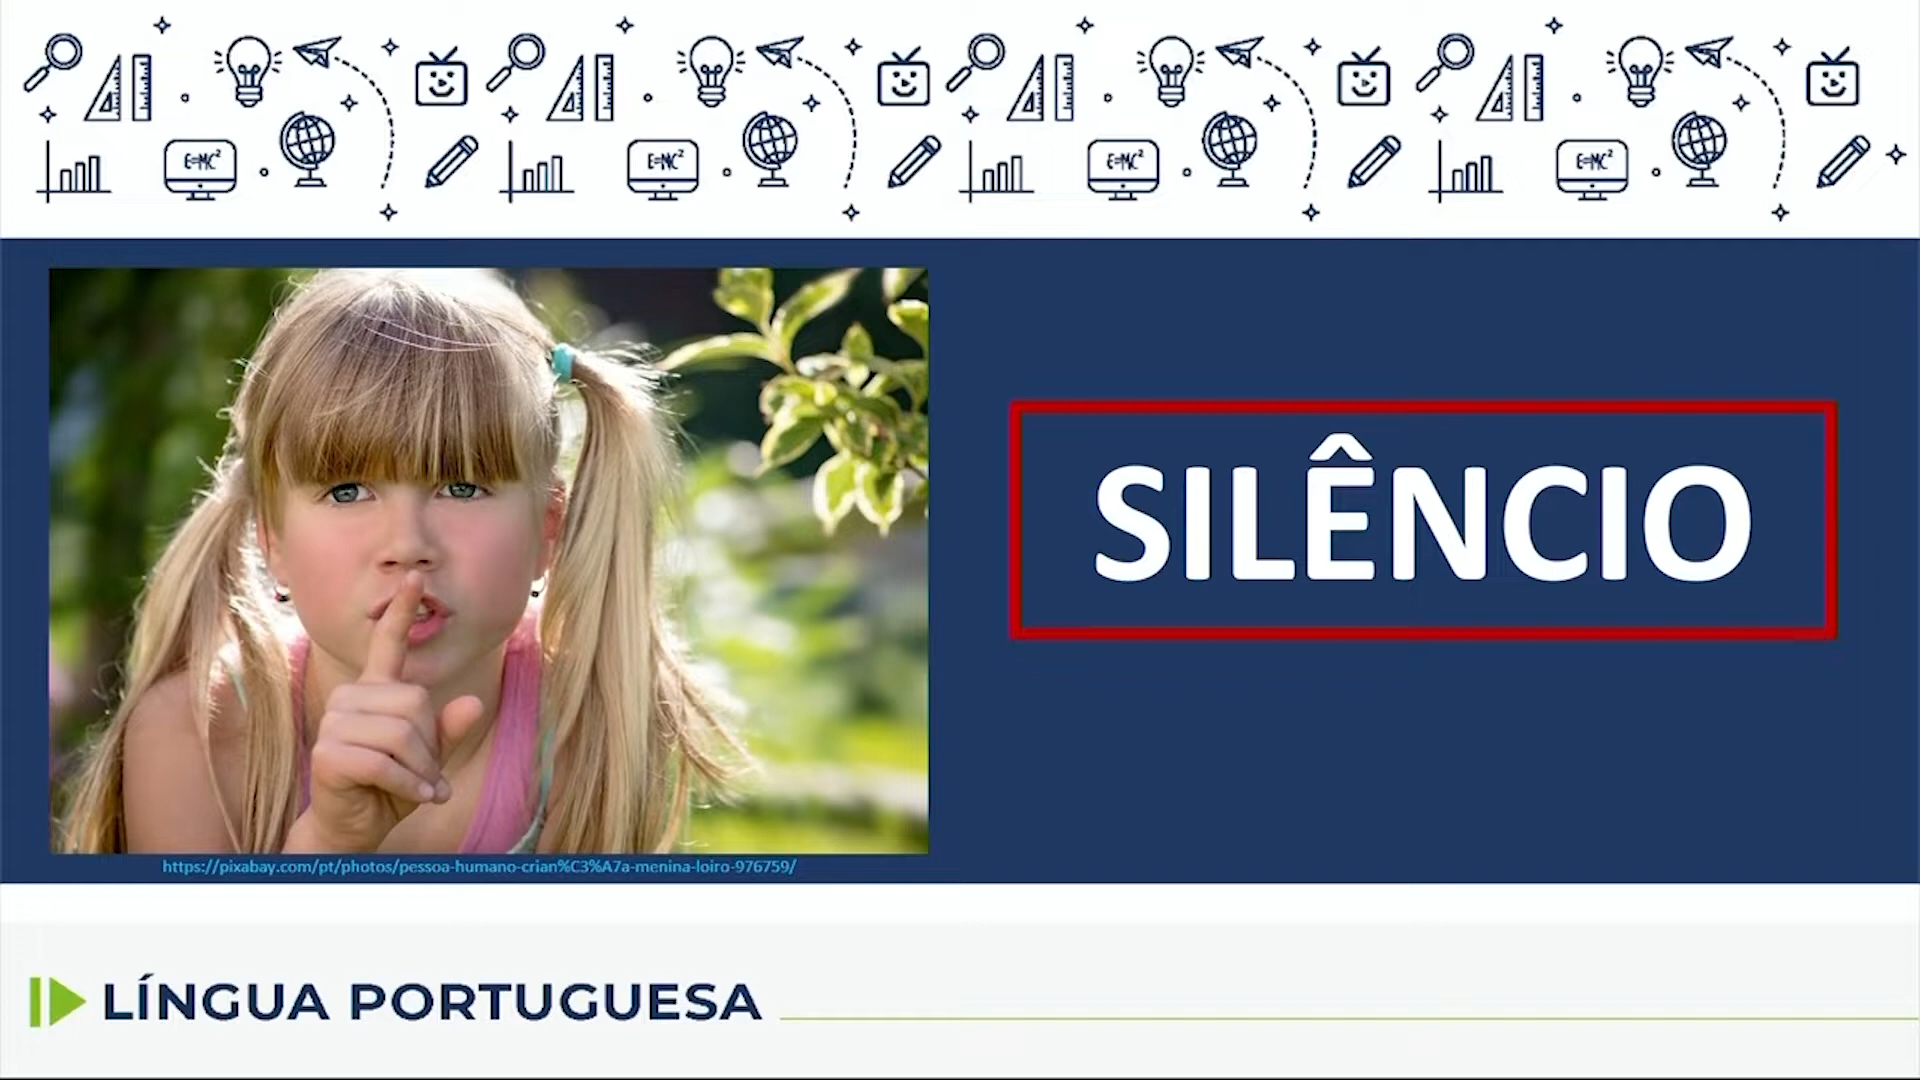 E=MC²
E=MC²
E=MC²
E=MC²
SILÊNCIO
https://pixabay.com/pt/photos/pessoa-humano-crian%C3%A7a-menina-loiro-976759/
LÍNGUA PORTUGUESA